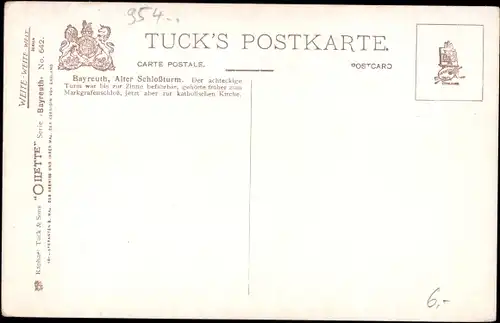 954.-
TUCK'S POSTKARTE.
CARTE POSTALE.
POSTCARD
Bayreuth, Alter Schloßturm. Der achteckige
Turm war bis zur Zinne befahrbar, gehörte früher zum
Markgrafenschloß, jetzt aber zur katholischen Kirche.
WEITE-WEITE-WELT
Raphael Tuck & Sons "OILETTE" Serie «Bayreuth» No. 642.
6,-